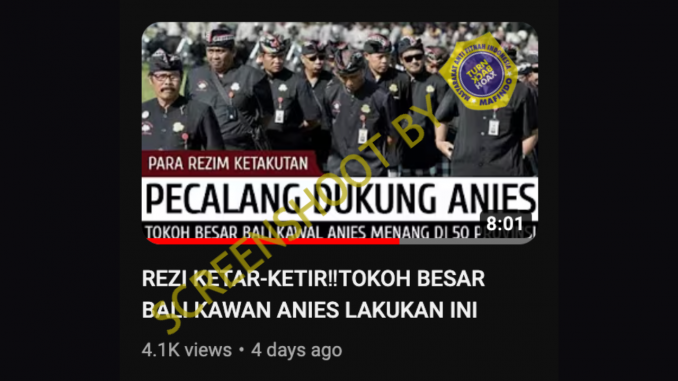 MASYARAKAT ANTI FITNAH INDONESIA
TURN
BACK
HOAX
MAFINDO
PARA REZIM KETAKUTAN
PECALANG DUKUNG ANIES
TOKOH BESAR BALI KAWAL ANIES MENANG DI 50 PROVINSI
8:01
SCREENSHOOT BY
REZI KETAR-KETIR!!TOKOH BESAR
BALI KAWAN ANIES LAKUKAN INI
4.1K views • 4 days ago